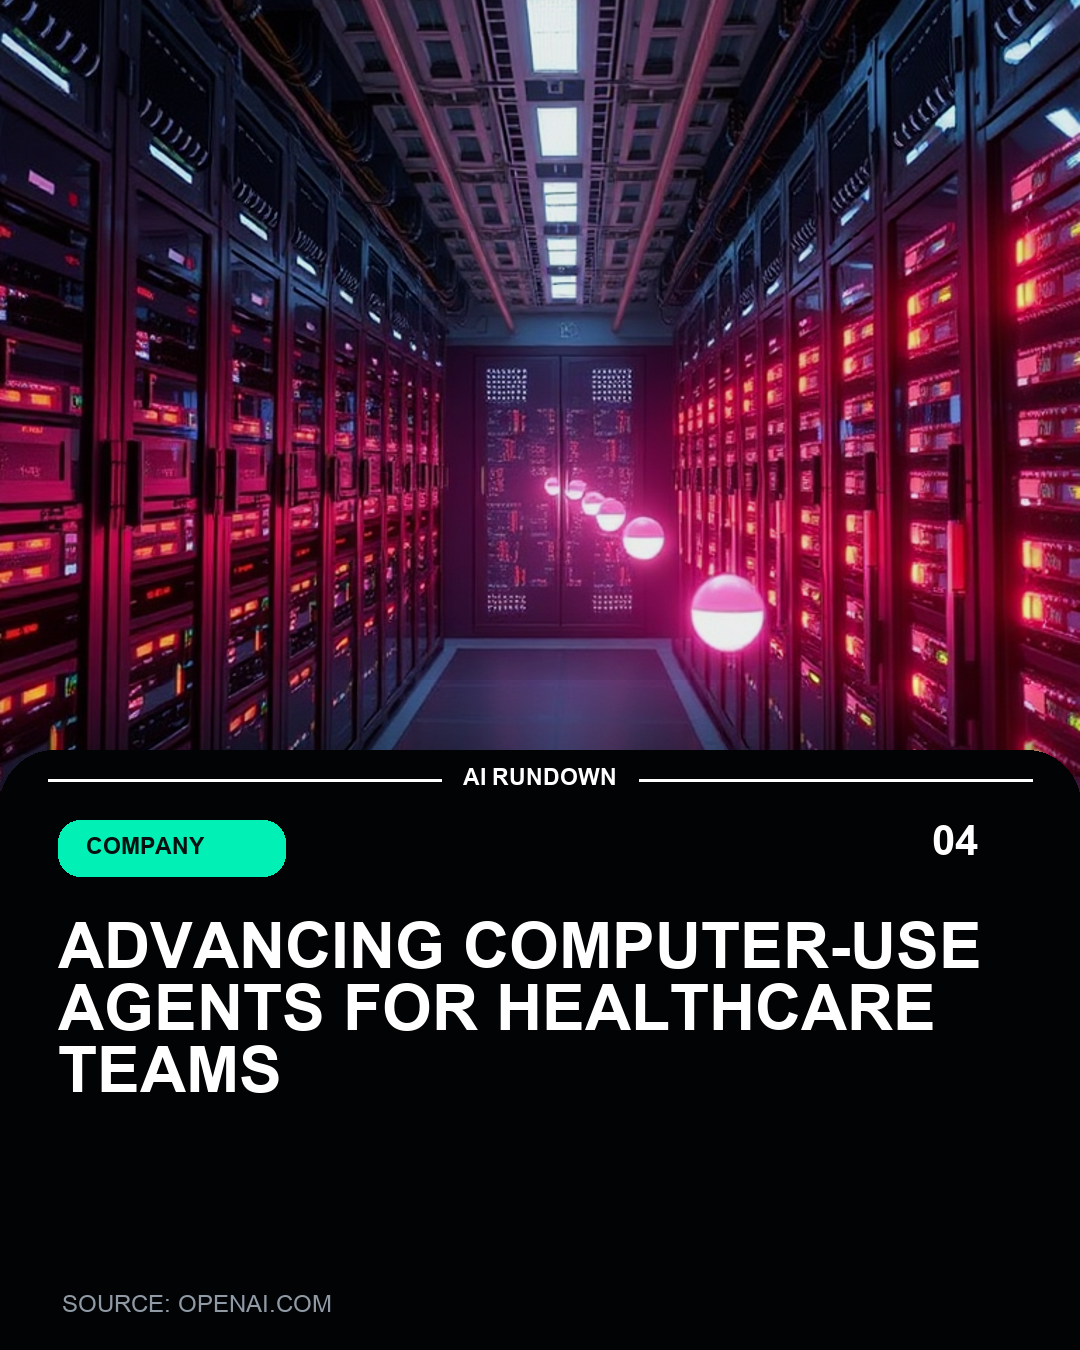 AI RUNDOWN
COMPANY
04
ADVANCING COMPUTER-USE
AGENTS FOR HEALTHCARE
TEAMS
SOURCE: OPENAI.COM